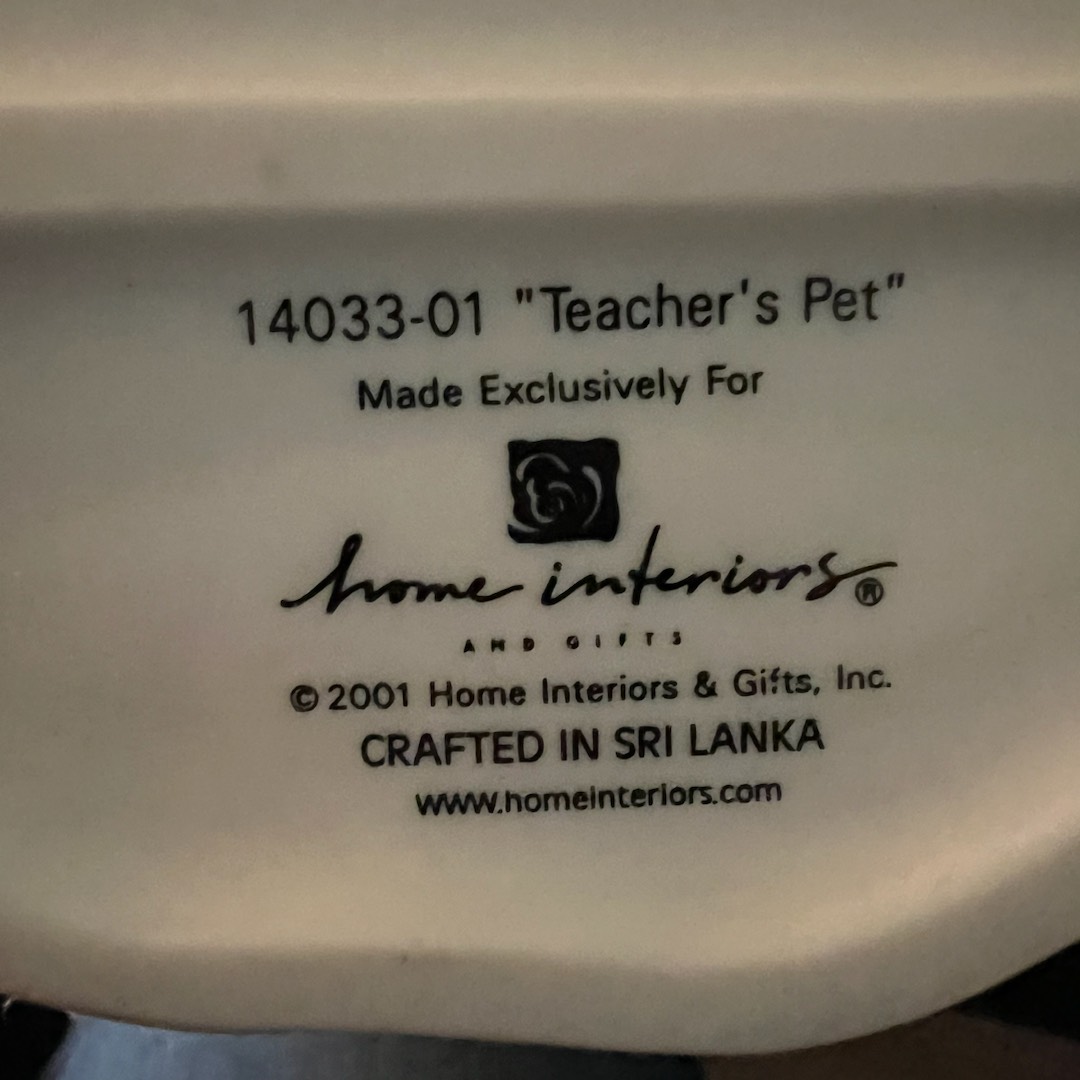 14033-01 "Teacher's Pet"
Made Exclusively For
home interiors®
AND GIFTS
© 2001 Home Interiors & Gifts, Inc.
CRAFTED IN SRI LANKA
www.homeinteriors.com